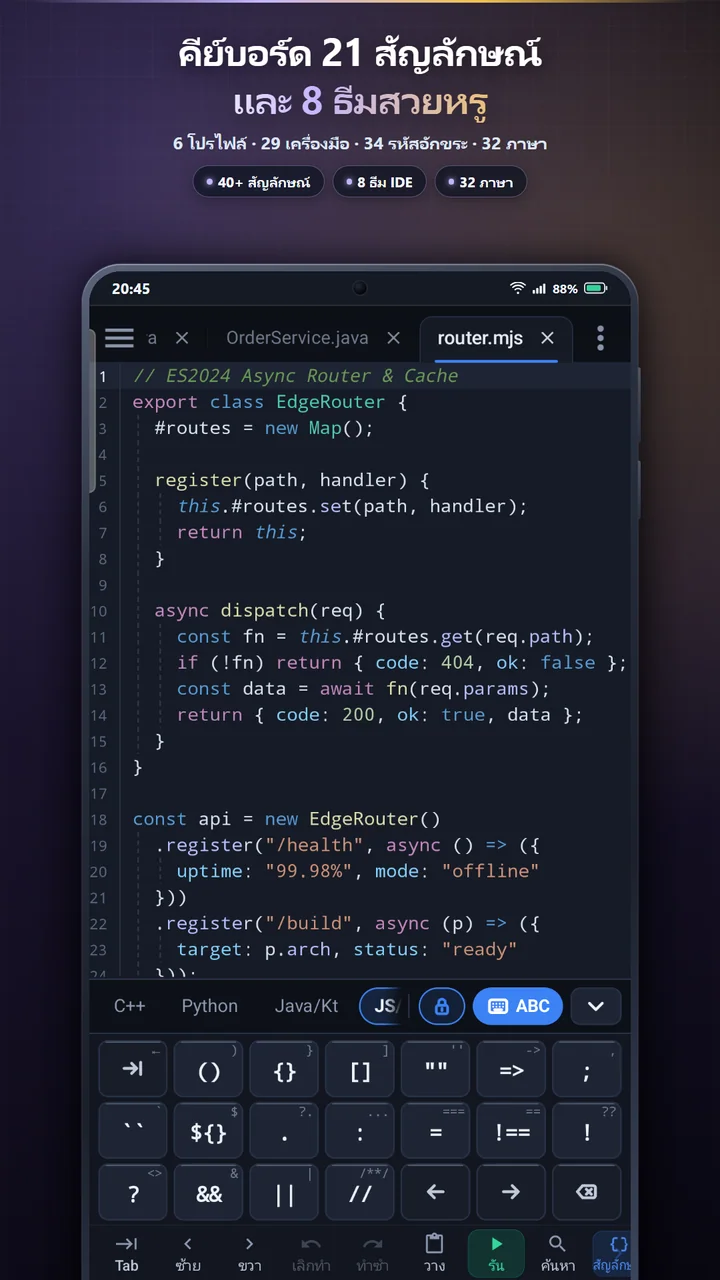 คีย์บอร์ด 21 สัญลักษณ์
และ 8 ธีมสวยหรู
6 โปรไฟล์ · 29 เครื่องมือ · 34 รหัสอักขระ · 32 ภาษา
40+ สัญลักษณ์ 8 ธีม IDE 32 ภาษา
20:45 88%
a OrderService.java router.mjs
1 // ES2024 Async Router & Cache
2 export class EdgeRouter {
3 #routes = new Map();
4
5 register(path, handler) {
6 this.#routes.set(path, handler);
7 return this;
8 }
9
10 async dispatch(req) {
11 const fn = this.#routes.get(req.path);
12 if (!fn) return { code: 404, ok: false };
13 const data = await fn(req.params);
14 return { code: 200, ok: true, data };
15 }
16 }
17
18 const api = new EdgeRouter()
19 .register("/health", async () => ({
20 uptime: "99.98%", mode: "offline"
21 }))
22 .register("/build", async (p) => ({
23 target: p.arch, status: "ready"
24 }));
C++ Python Java/Kt JS/ ABC
← ) } ] '' -> ,
→| () {} [] "" => ;
` $ ?. ... === == ??
`` ${} . : = !== !
<> & | /**/
? && || // ← →
Tab ซ้าย ขวา เลิกทำ ทำซ้ำ วาง รัน ค้นหา สัญลักษ